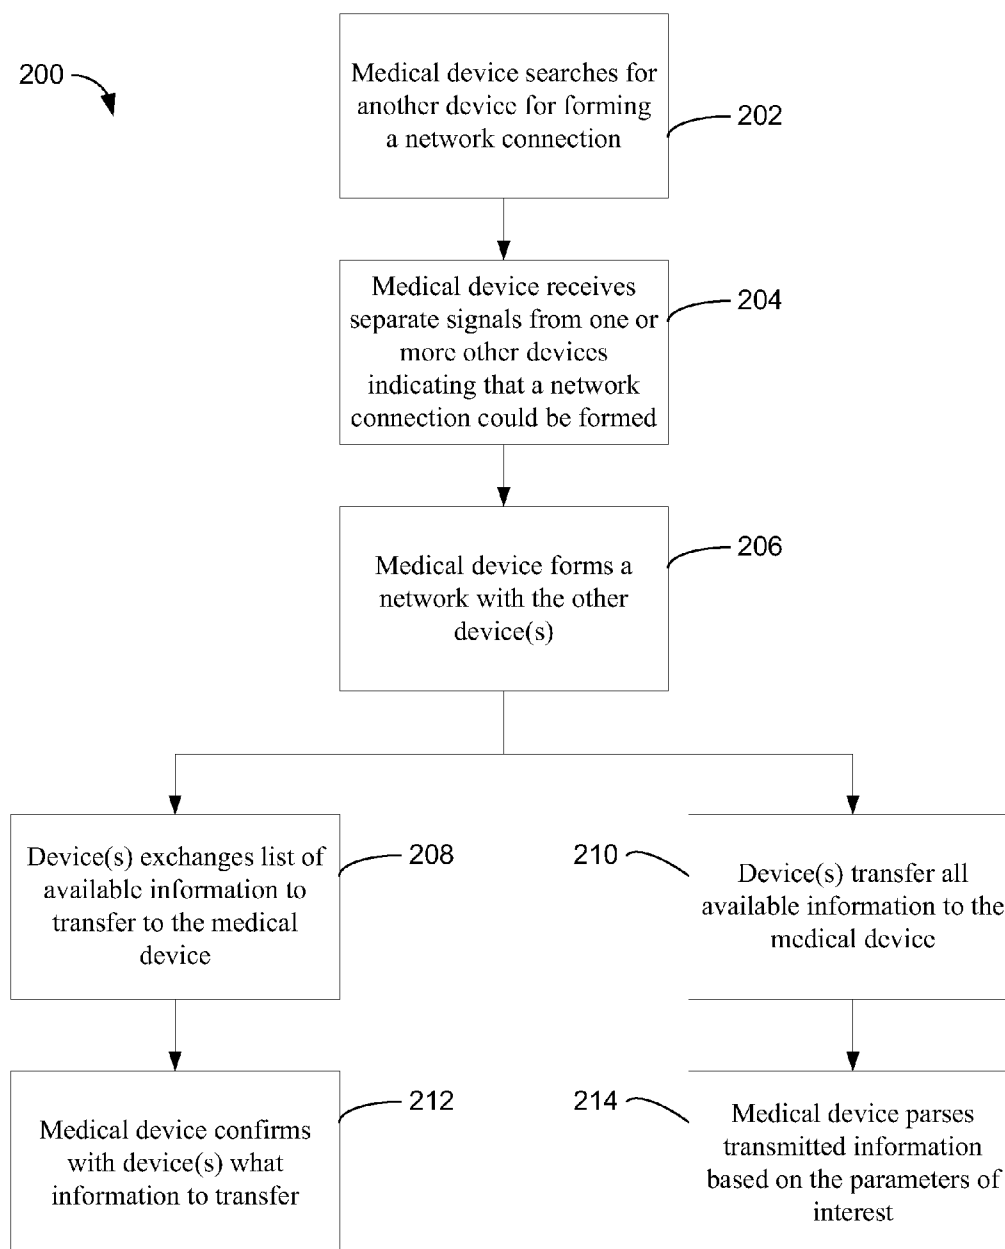 200
Medical device searches for
another device for forming
a network connection
202
Medical device receives
separate signals from one or
more other devices
indicating that a network
connection could be formed
204
Medical device forms a
network with the other
device(s)
206
Device(s) exchanges list of
available information to
transfer to the medical
device
208
210
Device(s) transfer all
available information to the
medical device
Medical device confirms
with device(s) what
information to transfer
212
214
Medical device parses
transmitted information
based on the parameters of
interest